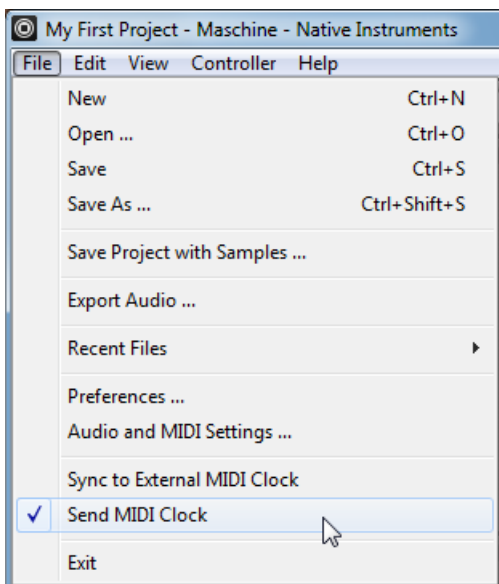 My First Project - Maschine - Native Instruments
File Edit View Controller Help
New Ctrl+N
Open ... Ctrl+O
Save Ctrl+S
Save As ... Ctrl+Shift+S
Save Project with Samples ...
Export Audio ...
Recent Files
Preferences ...
Audio and MIDI Settings ...
Sync to External MIDI Clock
Send MIDI Clock
Exit